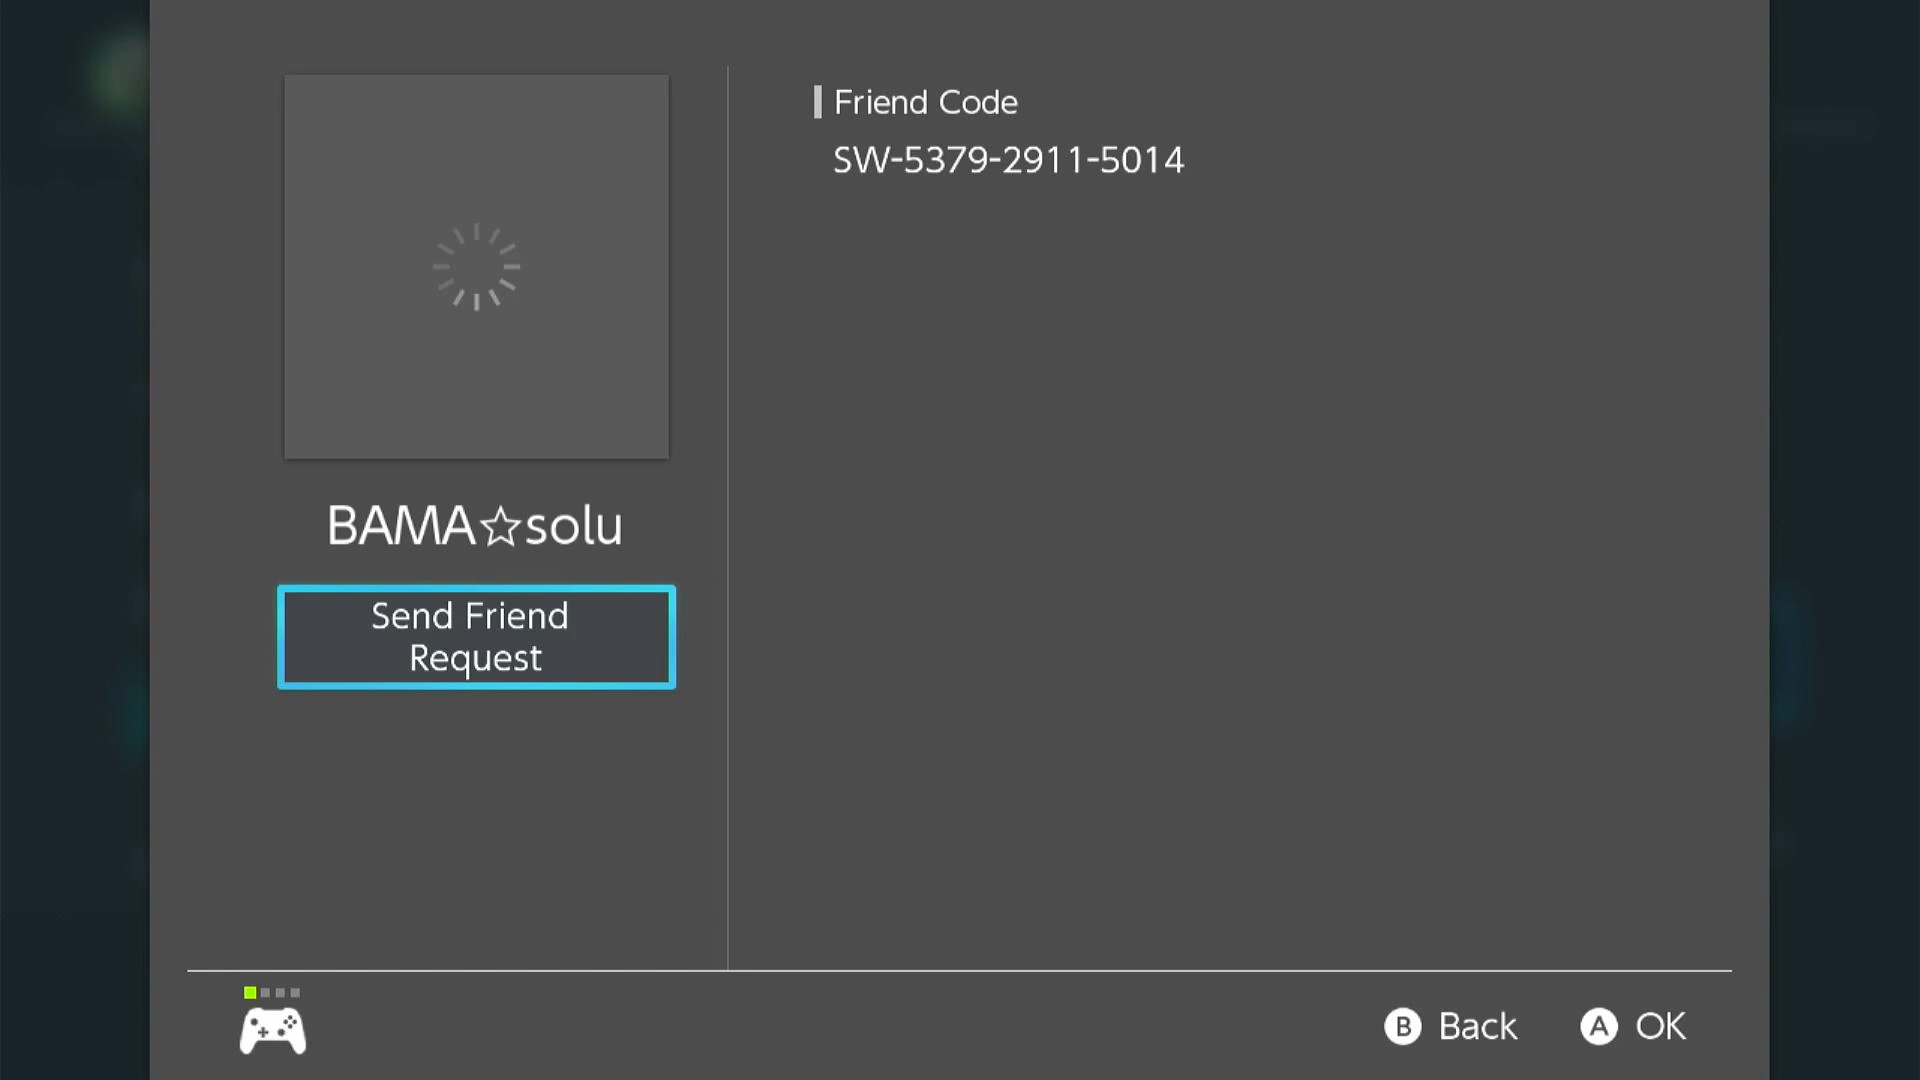 Friend Code
SW-5379-2911-5014
BAMA☆solu
Send Friend
Request
B Back
A OK